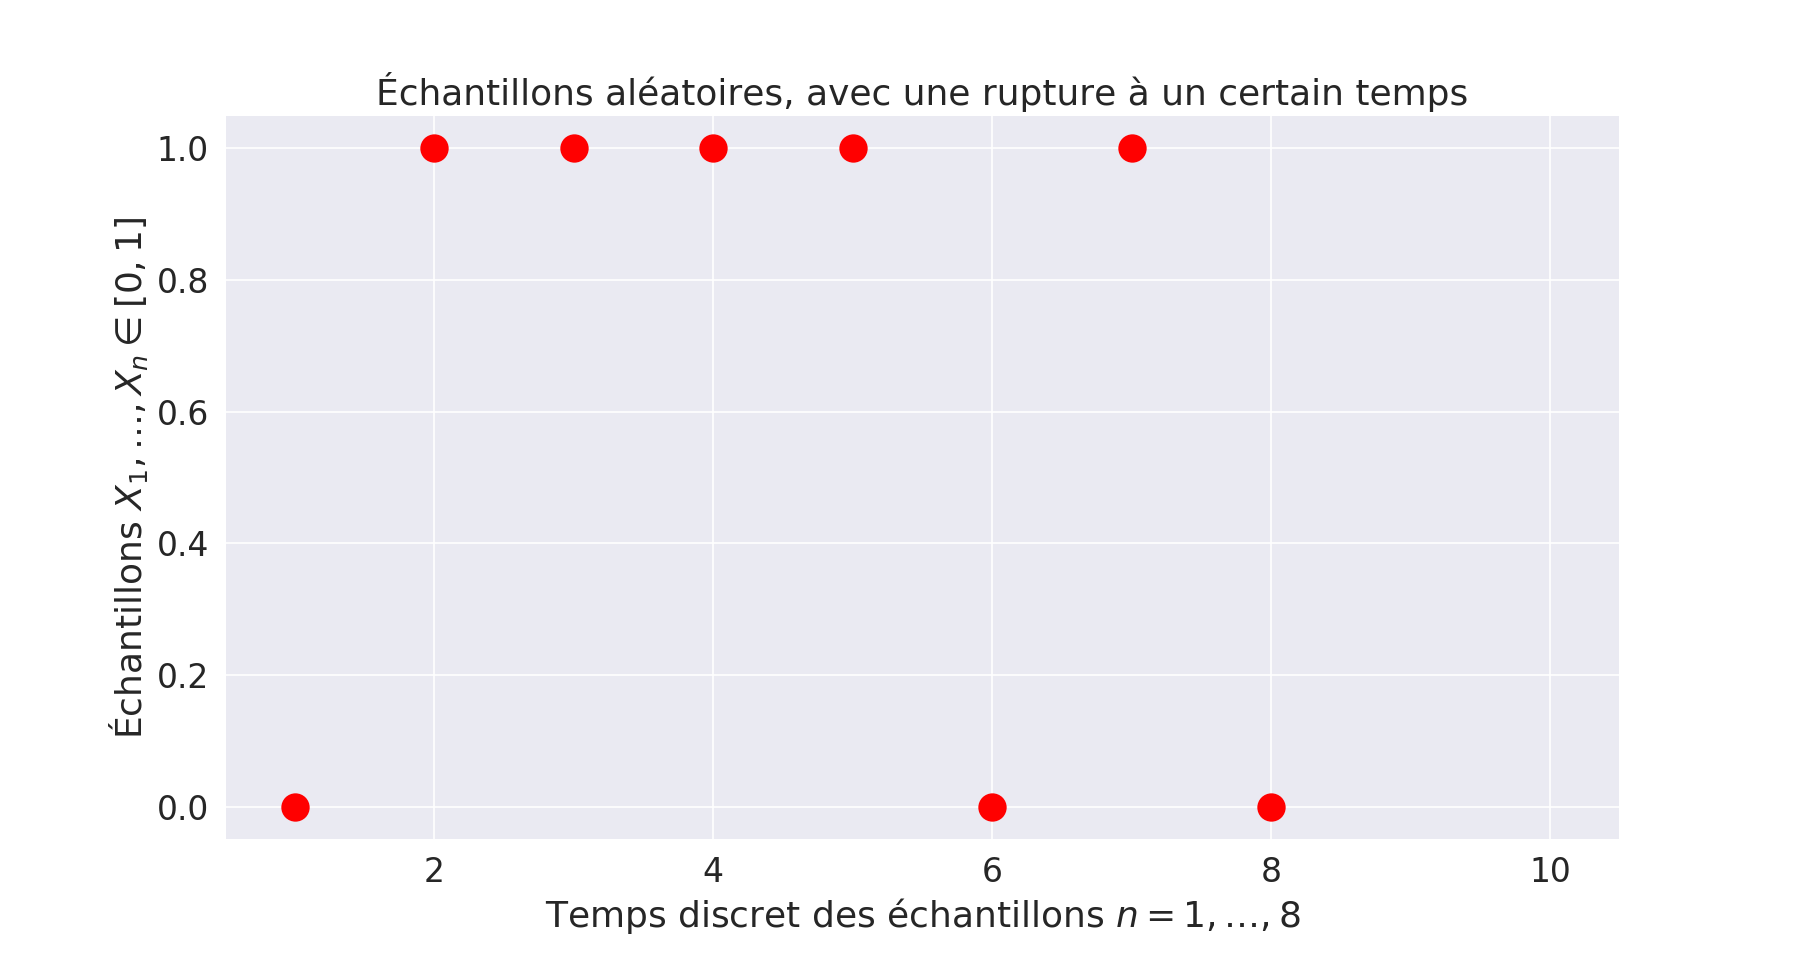 Échantillons aléatoires, avec une rupture à un certain temps
Échantillons X₁, …, Xₙ ∈ [0, 1]
1.0
0.8
0.6
0.4
0.2
0.0
2 4 6 8 10
Temps discret des échantillons n = 1, …, 8